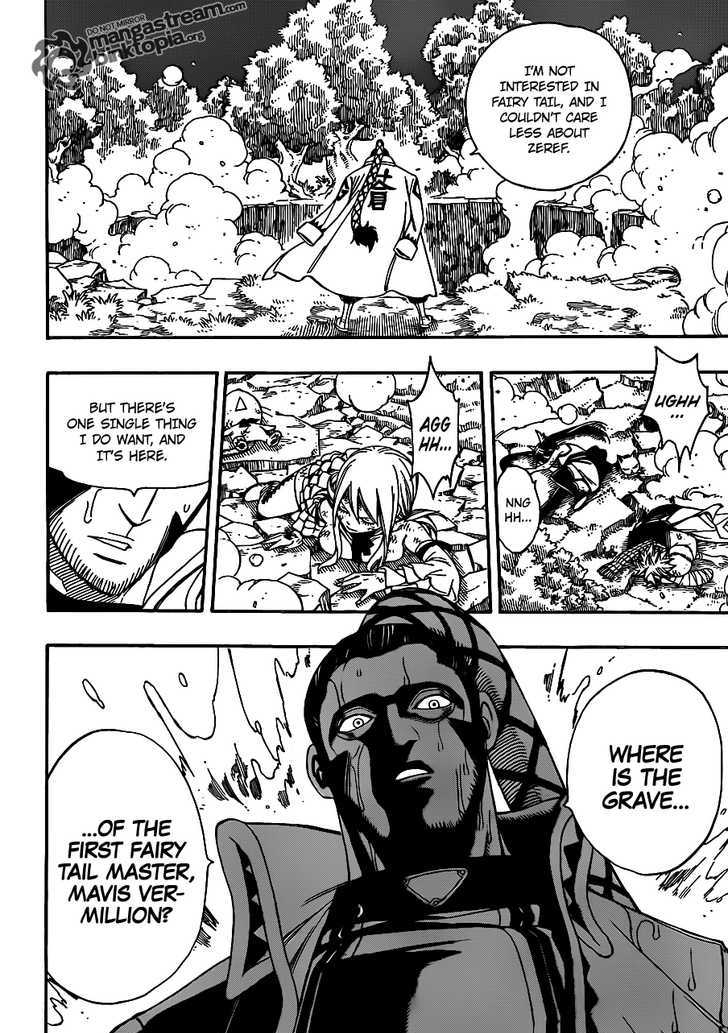 DO NOT MIRROR
mangastream.com
binktopia.org
I'M NOT
INTERESTED IN
FAIRY TAIL, AND I
COULDN'T CARE
LESS ABOUT
ZEREF.
BUT THERE'S
ONE SINGLE THING
I DO WANT, AND
IT'S HERE.
AGG
HH...
UGHH
...
NNG
HH...
WHERE
IS THE
GRAVE...
...OF THE
FIRST FAIRY
TAIL MASTER,
MAVIS VER-
MILLION?